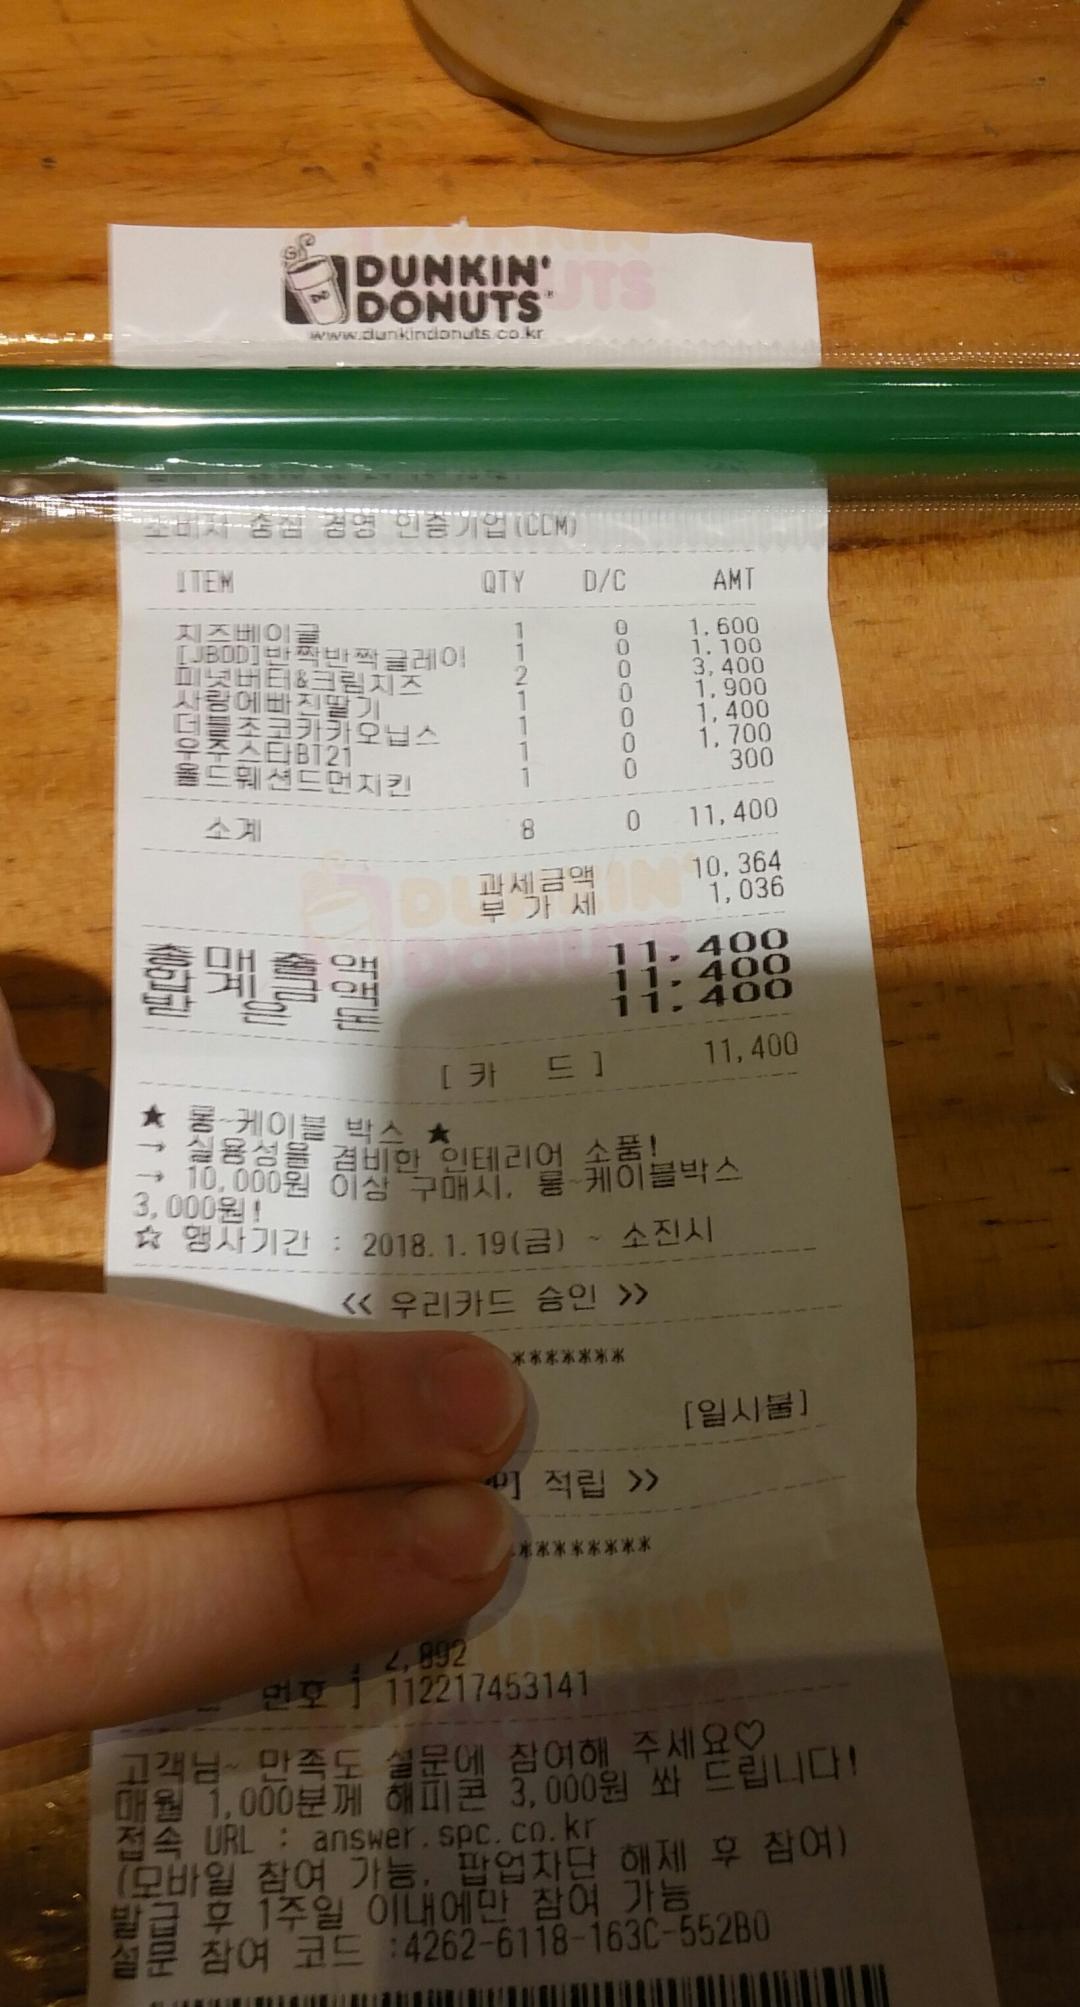 DUNKIN'
DONUTS
www.dunkindonuts.co.kr
소비자 중심 경영 인증기업(CCM)
ITEM QTY D/C AMT
치즈베이글 1 0 1,600
[JBOD]반짝반짝글레이 1 0 1,100
피넛버터&크림치즈 2 0 3,400
사랑에빠진딸기 1 0 1,900
더블초코카카오닙스 1 0 1,400
우주스타BT21 1 0 1,700
올드훼션드먼치킨 1 0 300
소계 8 0 11,400
과세금액 10,364
부 가 세 1,036
총 매 출 액 11,400
합 계 금 액 11,400
받 은 돈 11,400
[ 카 드 ] 11,400
★ 롱~케이블 박스 ★
→ 실용성을 겸비한 인테리어 소품!
→ 10,000원 이상 구매시, 롱~케이블박스
3,000원!
☆ 행사기간 : 2018.1.19(금) ~ 소진시
<< 우리카드 승인 >>
*******
[일시불]
적립 >>
*********
2,892
번호 ] 112217453141
고객님~ 만족도 설문에 참여해 주세요♡
매월 1,000분께 해피콘 3,000원 쏴 드립니다!
접속 URL : answer.spc.co.kr
(모바일 참여 가능, 팝업차단 해제 후 참여)
발급 후 1주일 이내에만 참여 가능
설문 참여 코드 :4262-6118-163C-552B0